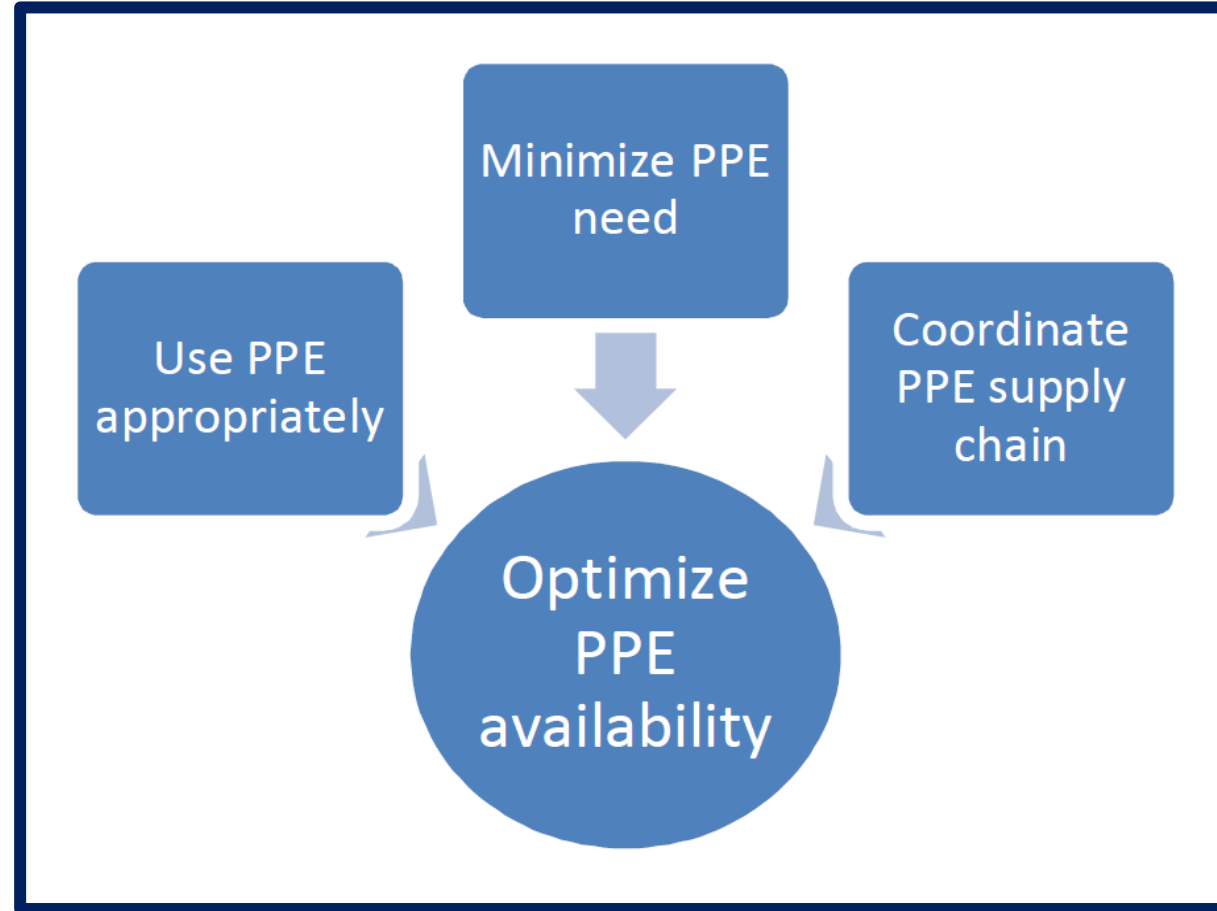 Minimize PPE
need
Use PPE
appropriately
Coordinate
PPE supply
chain
Optimize
PPE
availability